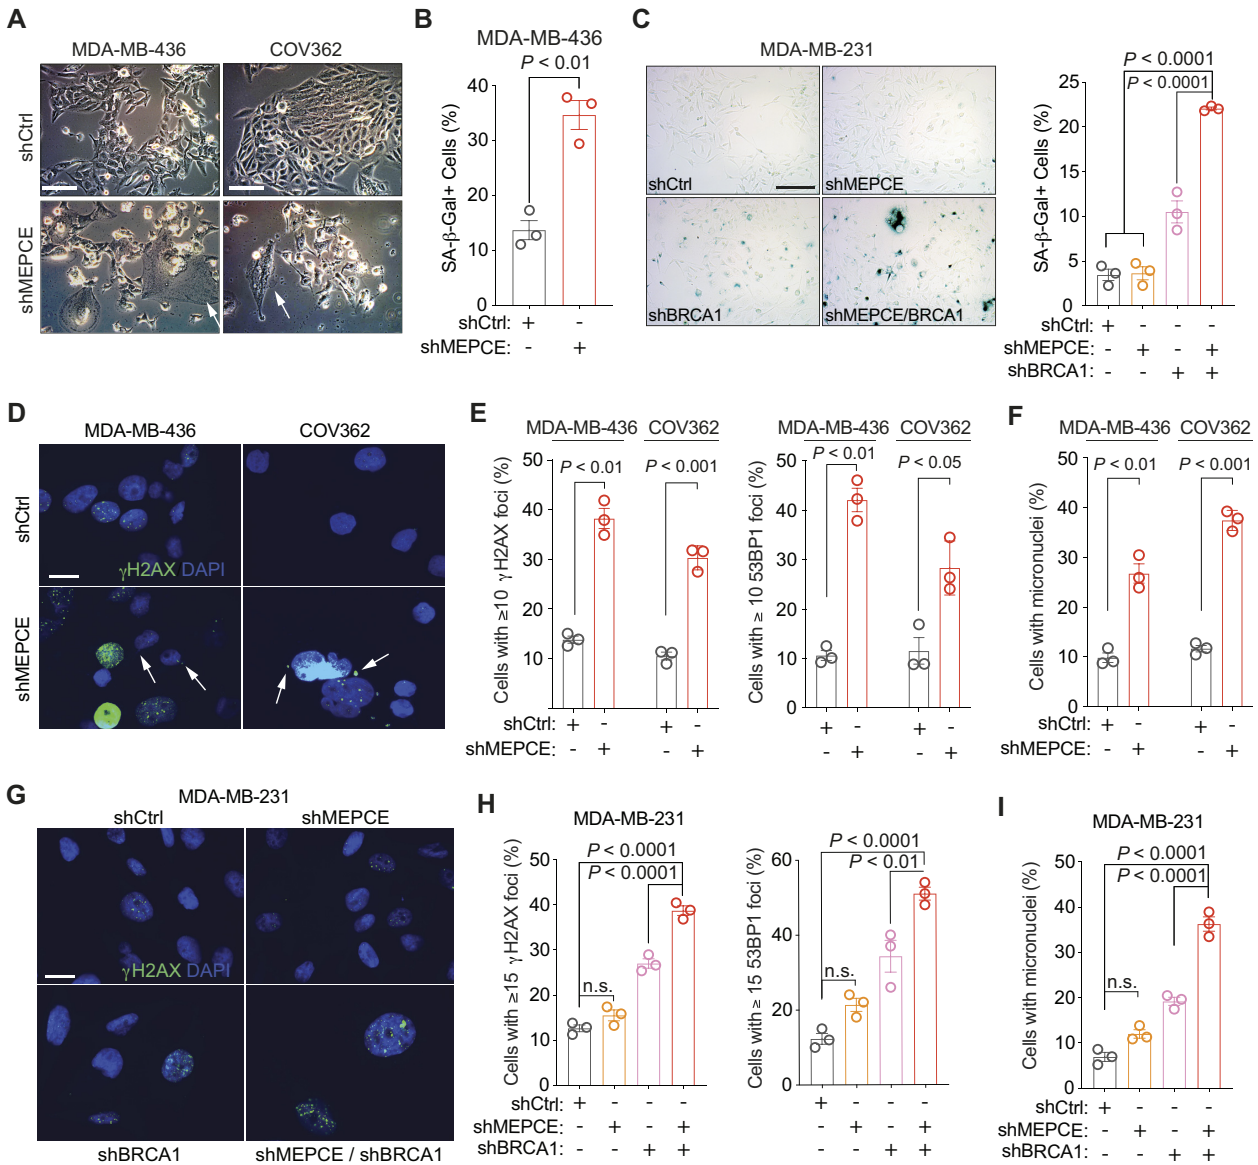 A
MDA-MB-436
COV362
shCtrl
shMEPCE
B
MDA-MB-436
P < 0.01
SA-β-Gal+ Cells (%)
40
30
20
10
0
shCtrl: + -
shMEPCE: - +
C
MDA-MB-231
shCtrl
shMEPCE
shBRCA1
shMEPCE/BRCA1
P < 0.0001
P < 0.0001
SA-β-Gal+ Cells (%)
25
20
15
10
5
0
shCtrl: + - - -
shMEPCE: - + - +
shBRCA1: - - + +
D
MDA-MB-436
COV362
shCtrl
γH2AX DAPI
shMEPCE
E
MDA-MB-436
COV362
P < 0.01
P < 0.001
Cells with ≥10 γH2AX foci (%)
50
40
30
20
10
shCtrl: + - + -
shMEPCE: - + - +
MDA-MB-436
COV362
P < 0.01
P < 0.05
Cells with ≥ 10 53BP1 foci (%)
50
40
30
20
10
0
+ - + -
- + - +
F
MDA-MB-436
COV362
P < 0.01
P < 0.001
Cells with micronuclei (%)
50
40
30
20
10
0
shCtrl: + - + -
shMEPCE: - + - +
G
MDA-MB-231
shCtrl
shMEPCE
γH2AX DAPI
shBRCA1
shMEPCE / shBRCA1
H
MDA-MB-231
P < 0.0001
P < 0.0001
n.s.
Cells with ≥15 γH2AX foci (%)
50
40
30
20
10
0
shCtrl: + - - -
shMEPCE: - + - +
shBRCA1: - - + +
P < 0.0001
P < 0.01
n.s.
Cells with ≥ 15 53BP1 foci (%)
60
40
20
0
+ - - -
- + - +
- - + +
I
MDA-MB-231
P < 0.0001
P < 0.0001
n.s.
Cells with micronuclei (%)
50
40
30
20
10
0
shCtrl: + - - -
shMEPCE: - + - +
shBRCA1: - - + +